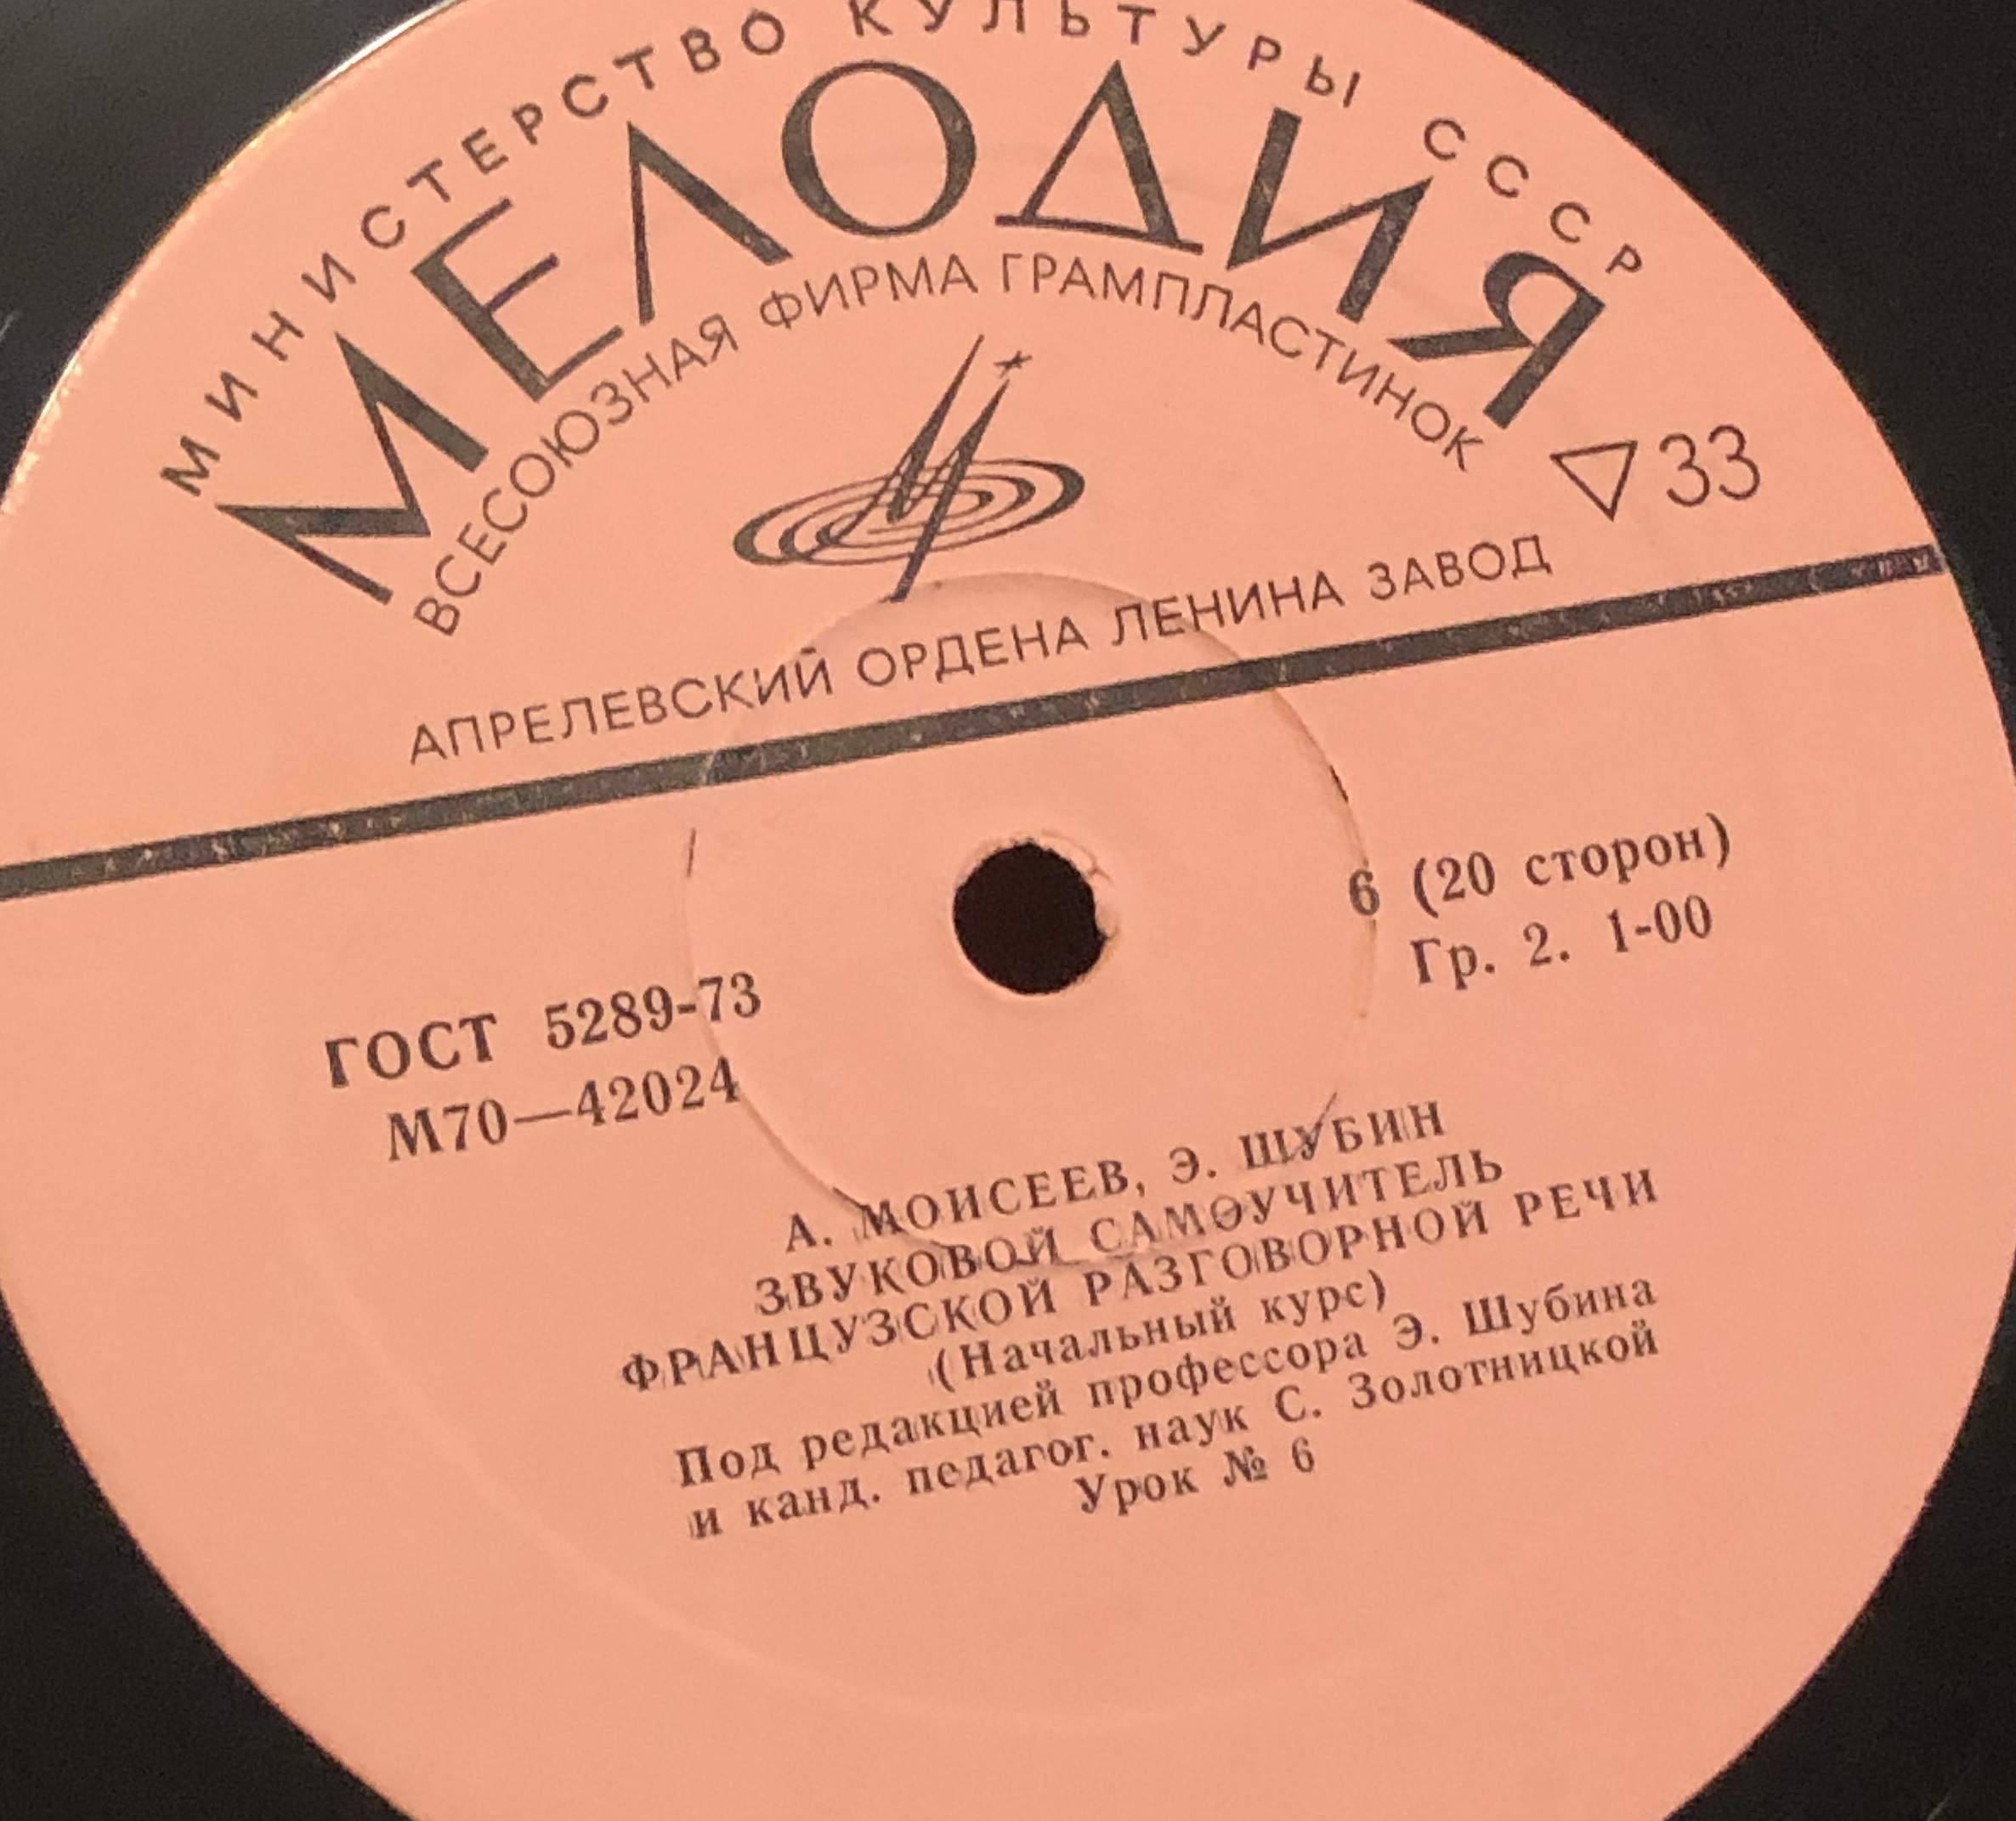 МИНИСТЕРСТВО КУЛЬТУРЫ СССР
МЕЛОДИЯ
ВСЕСОЮЗНАЯ ФИРМА ГРАМПЛАСТИНОК
33
АПРЕЛЕВСКИЙ ОРДЕНА ЛЕНИНА ЗАВОД
6 (20 сторон)
Гр. 2. 1-00
ГОСТ 5289-73
М70—42024
А. МОИСЕЕВ, Э. ШУБИН
ЗВУКОВОЙ САМОУЧИТЕЛЬ
ФРАНЦУЗСКОЙ РАЗГОВОРНОЙ РЕЧИ
(Начальный курс)
Под редакцией профессора Э. Шубина
и канд. педагог. наук С. Золотницкой
Урок № 6